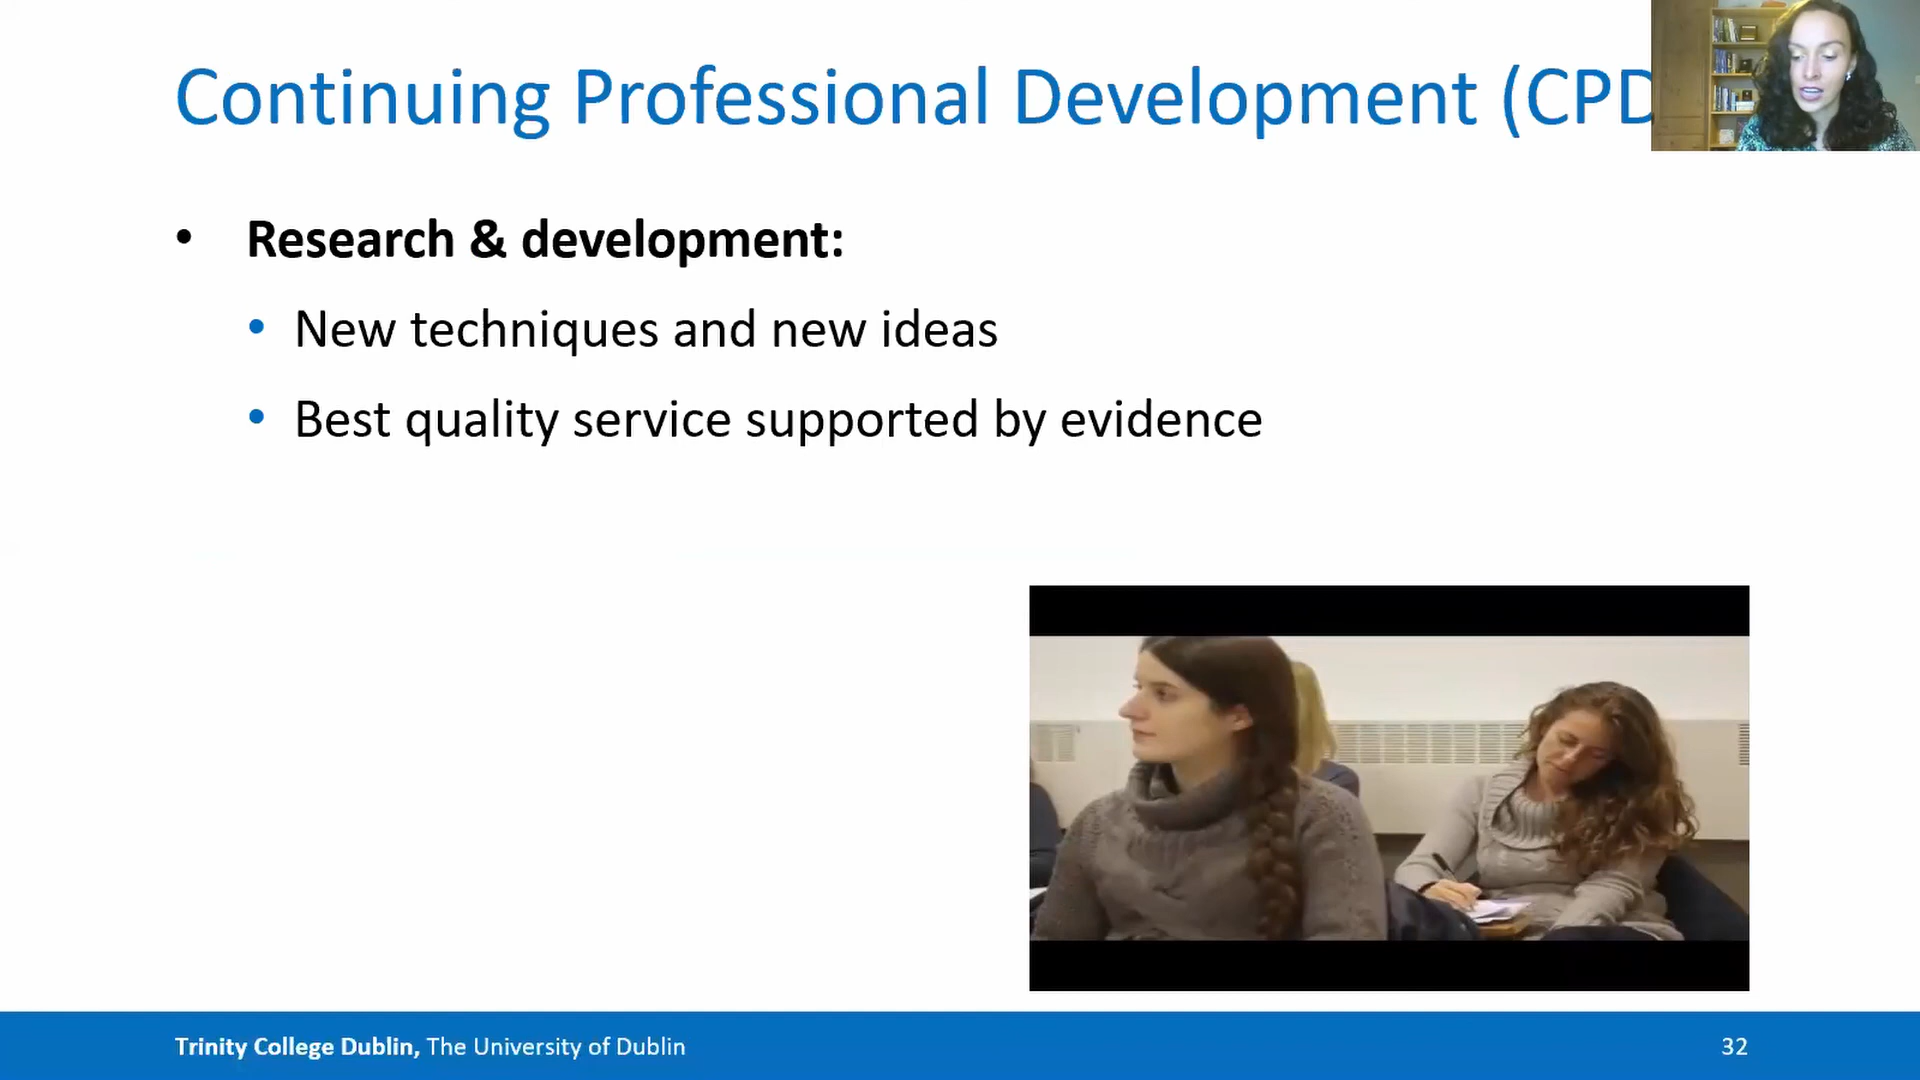 Continuing Professional Development (CPD
• Research & development:
• New techniques and new ideas
• Best quality service supported by evidence
Trinity College Dublin, The University of Dublin
32